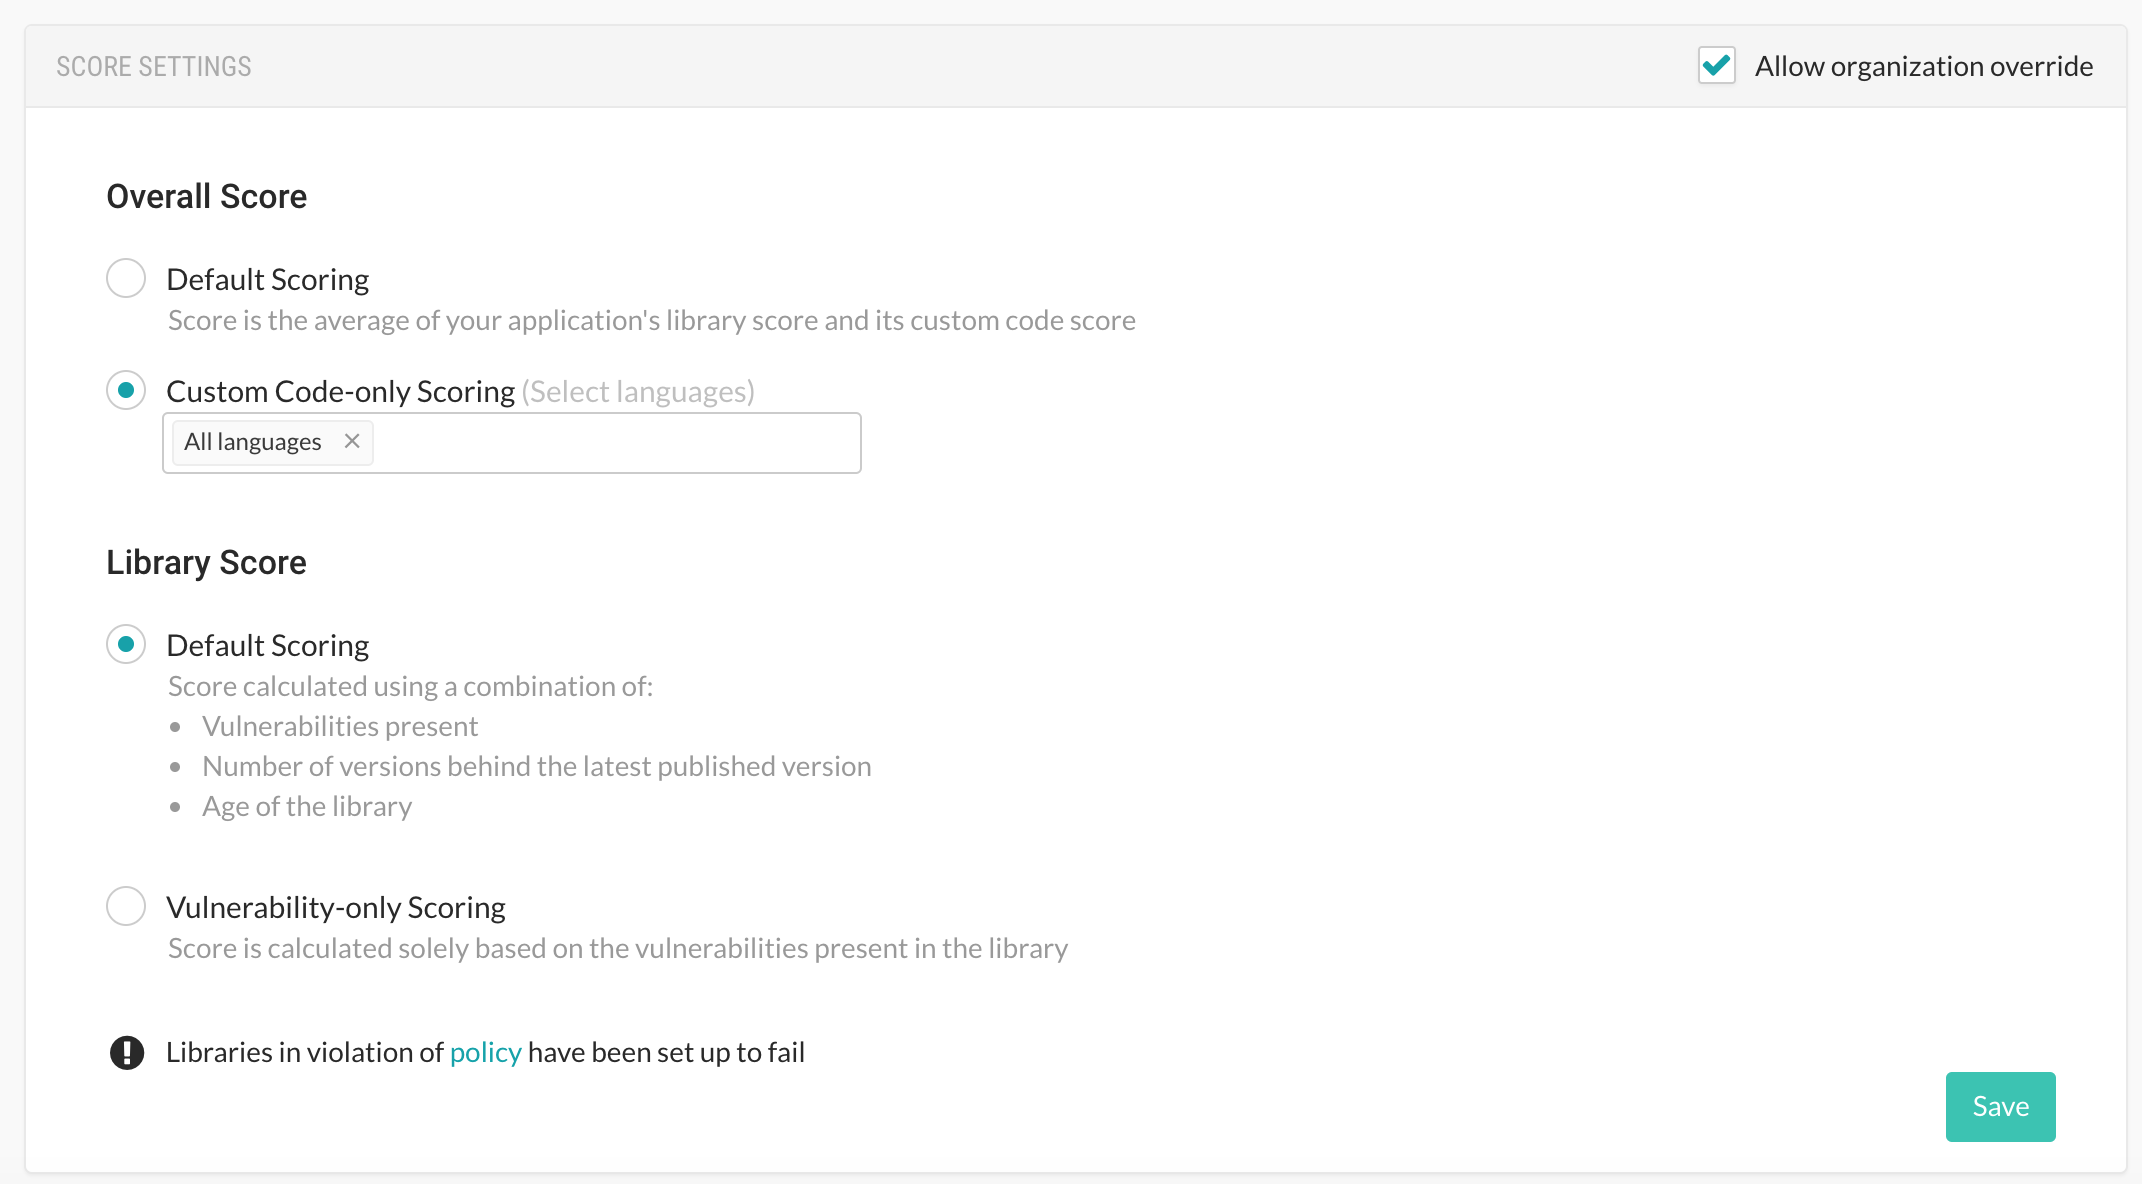 SCORE SETTINGS
Allow organization override
Overall Score
Default Scoring
Score is the average of your application's library score and its custom code score
Custom Code-only Scoring (Select languages)
All languages ×
Library Score
Default Scoring
Score calculated using a combination of:
• Vulnerabilities present
• Number of versions behind the latest published version
• Age of the library
Vulnerability-only Scoring
Score is calculated solely based on the vulnerabilities present in the library
Libraries in violation of policy have been set up to fail
Save